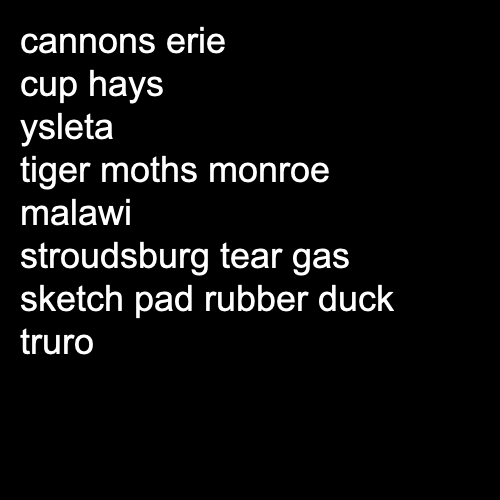 cannons erie
cup hays
ysleta
tiger moths monroe
malawi
stroudsburg tear gas
sketch pad rubber duck
truro